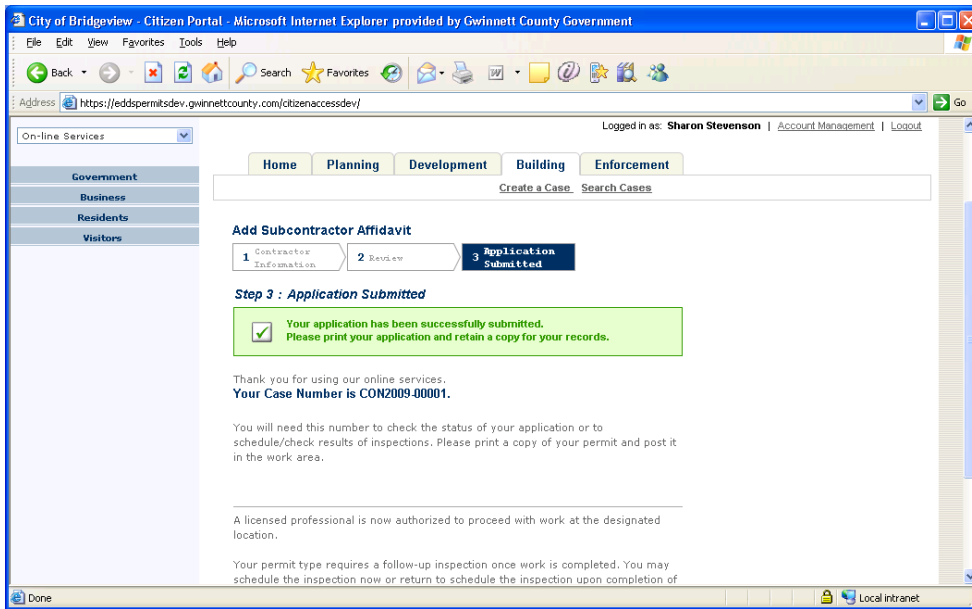 City of Bridgeview - Citizen Portal - Microsoft Internet Explorer provided by Gwinnett County Government
File Edit View Favorites Tools Help
Back Search Favorites
Address https://eddspermitsdev.gwinnettcounty.com/citizenaccessdev/ Go
On-line Services
Logged in as: Sharon Stevenson | Account Management | Logout
Home Planning Development Building Enforcement
Create a Case Search Cases
Government
Business
Residents
Visitors
Add Subcontractor Affidavit
1 Contractor Information
2 Review
3 Application Submitted
Step 3 : Application Submitted
Your application has been successfully submitted.
Please print your application and retain a copy for your records.
Thank you for using our online services.
Your Case Number is CON2009-00001.
You will need this number to check the status of your application or to
schedule/check results of inspections. Please print a copy of your permit and post it
in the work area.
A licensed professional is now authorized to proceed with work at the designated
location.
Your permit type requires a follow-up inspection once work is completed. You may
schedule the inspection now or return to schedule the inspection upon completion of
Done Local intranet